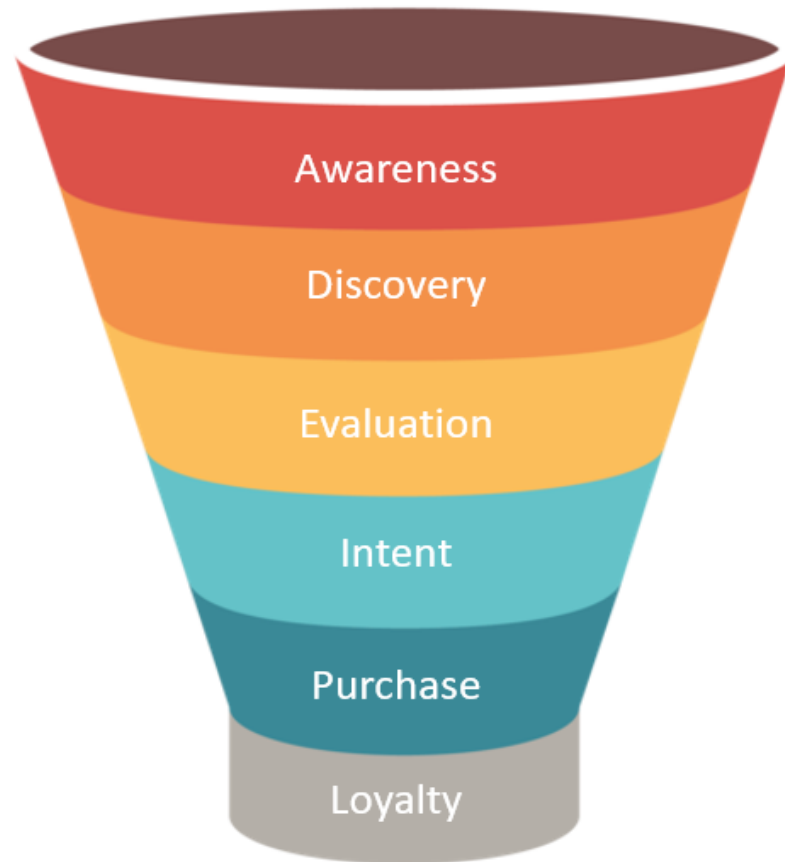 Awareness
Discovery
Evaluation
Intent
Purchase
Loyalty